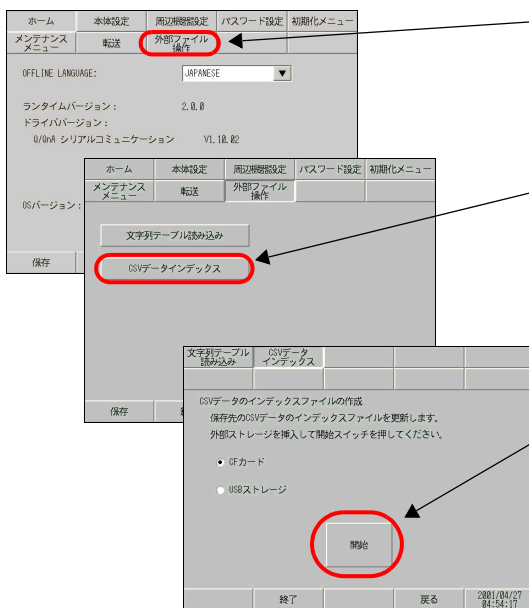 ホーム 本体設定 周辺機器設定 パスワード設定 初期化メニュー
メンテナンス
メニュー
転送
外部ファイル
操作
OFFLINE LANGUAGE: JAPANESE
ランタイムバージョン : 2.0.0
ドライババージョン :
Q/QnA シリアルコミュニケーション V1.10.02
OSバージョン :
保存
ホーム 本体設定 周辺機器設定 パスワード設定 初期化メニュー
メンテナンス
メニュー
転送
外部ファイル
操作
文字列テーブル読み込み
CSVデータインデックス
保存
文字列テーブル
読み込み
CSVデータ
インデックス
CSVデータのインデックスファイルの作成
保存先のCSVデータのインデックスファイルを更新します。
外部ストレージを挿入して開始スイッチを押してください。
CFカード
USBストレージ
開始
終了 戻る
2001/04/27
04:54:17